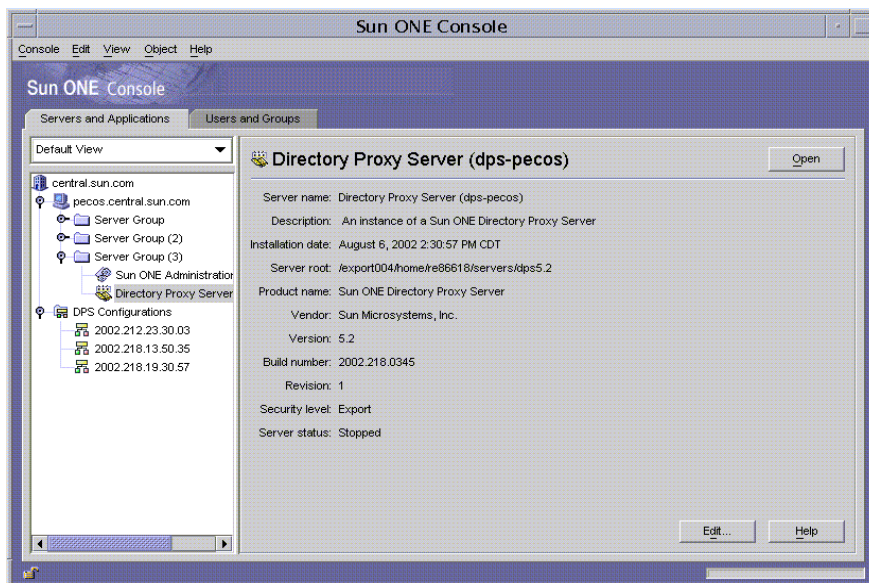 Sun ONE Console
Console Edit View Object Help
Sun ONE Console
Servers and Applications
Users and Groups
Default View
central.sun.com
pecos.central.sun.com
Server Group
Server Group (2)
Server Group (3)
Sun ONE Administration
Directory Proxy Server
DPS Configurations
2002.212.23.30.03
2002.218.13.50.35
2002.218.19.30.57
Directory Proxy Server (dps-pecos)
Open
Server name: Directory Proxy Server (dps-pecos)
Description: An instance of a Sun ONE Directory Proxy Server
Installation date: August 6, 2002 2:30:57 PM CDT
Server root: /export004/home/re86618/servers/dps5.2
Product name: Sun ONE Directory Proxy Server
Vendor: Sun Microsystems, Inc.
Version: 5.2
Build number: 2002.218.0345
Revision: 1
Security level: Export
Server status: Stopped
Edit...
Help